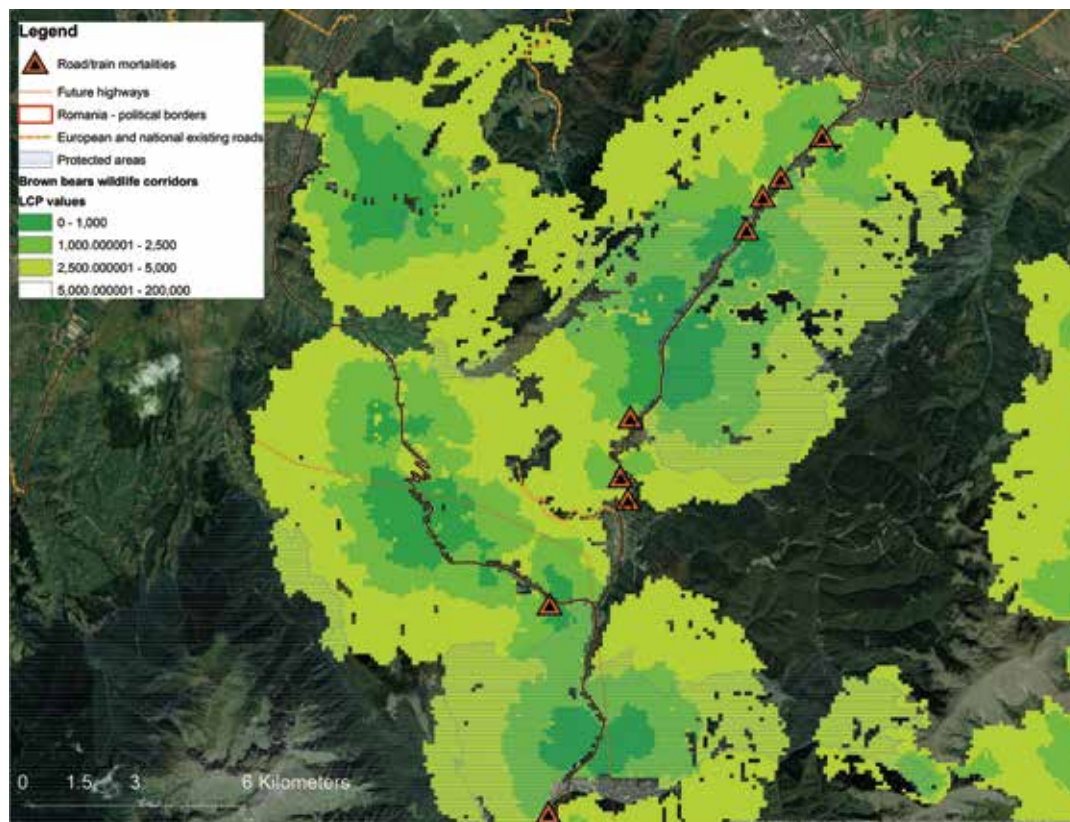 Legend
Road/train mortalities
Future highways
Romania - political borders
European and national existing roads
Protected areas
Brown bears wildlife corridors
LCP values
0 - 1,000
1,000.000001 - 2,500
2,500.000001 - 5,000
5,000.000001 - 200,000
0 1.5 3 6 Kilometers